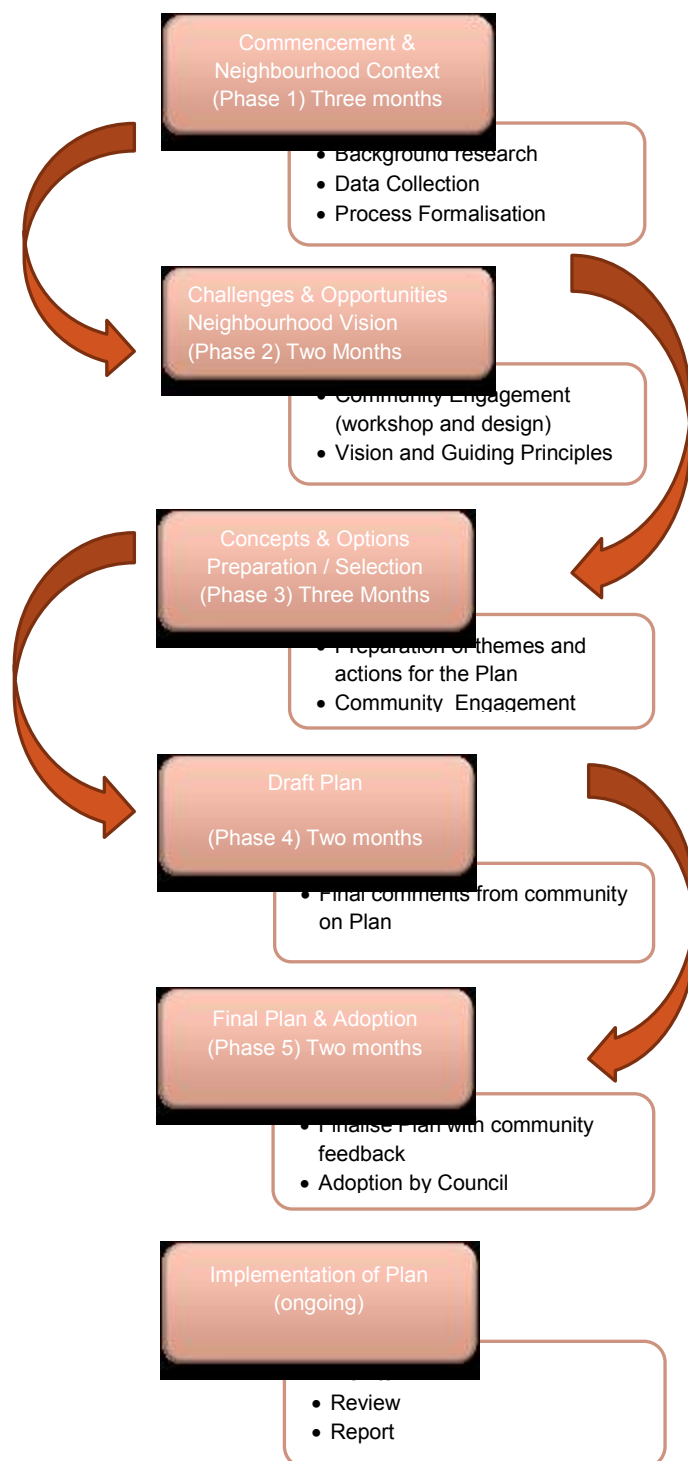 Commencement &
Neighbourhood Context
(Phase 1) Three months
• Background research
• Data Collection
• Process Formalisation
Challenges & Opportunities
Neighbourhood Vision
(Phase 2) Two Months
• Community Engagement
(workshop and design)
• Vision and Guiding Principles
Concepts & Options
Preparation / Selection
(Phase 3) Three Months
• Preparation of themes and
actions for the Plan
• Community Engagement
Draft Plan
(Phase 4) Two months
• Final comments from community
on Plan
Final Plan & Adoption
(Phase 5) Two months
• Finalise Plan with community
feedback
• Adoption by Council
Implementation of Plan
(ongoing)
• Review
• Report